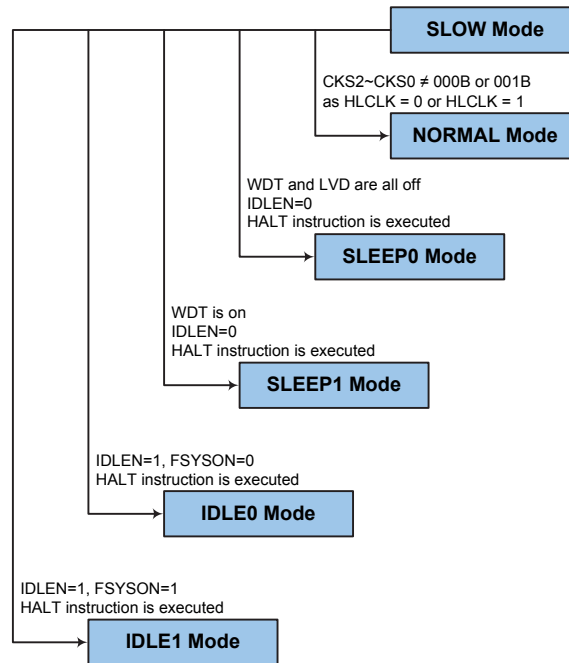 SLOW Mode
CKS2~CKS0 ≠ 000B or 001B
as HLCLK = 0 or HLCLK = 1
NORMAL Mode
WDT and LVD are all off
IDLEN=0
HALT instruction is executed
SLEEP0 Mode
WDT is on
IDLEN=0
HALT instruction is executed
SLEEP1 Mode
IDLEN=1, FSYSON=0
HALT instruction is executed
IDLE0 Mode
IDLEN=1, FSYSON=1
HALT instruction is executed
IDLE1 Mode